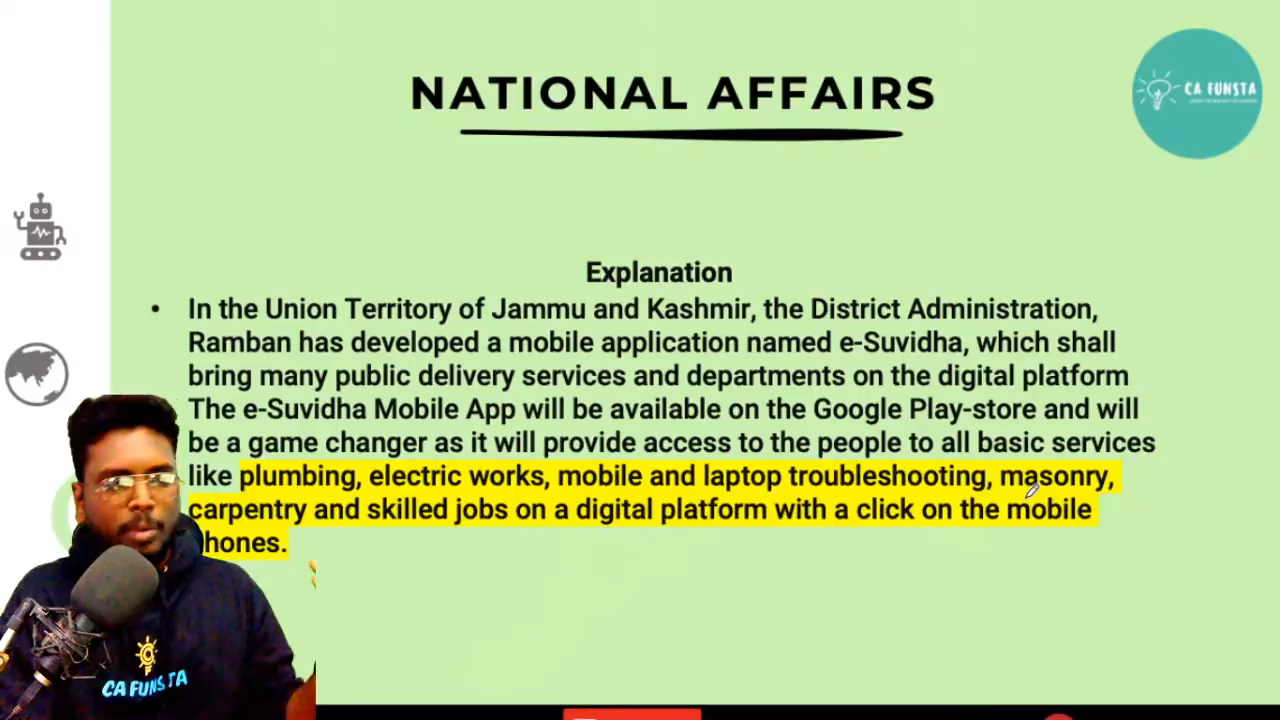 NATIONAL AFFAIRS
CA FUNSTA
Explanation
• In the Union Territory of Jammu and Kashmir, the District Administration,
Ramban has developed a mobile application named e-Suvidha, which shall
bring many public delivery services and departments on the digital platform
The e-Suvidha Mobile App will be available on the Google Play-store and will
be a game changer as it will provide access to the people to all basic services
like plumbing, electric works, mobile and laptop troubleshooting, masonry,
carpentry and skilled jobs on a digital platform with a click on the mobile
hones.
CA FUNSTA